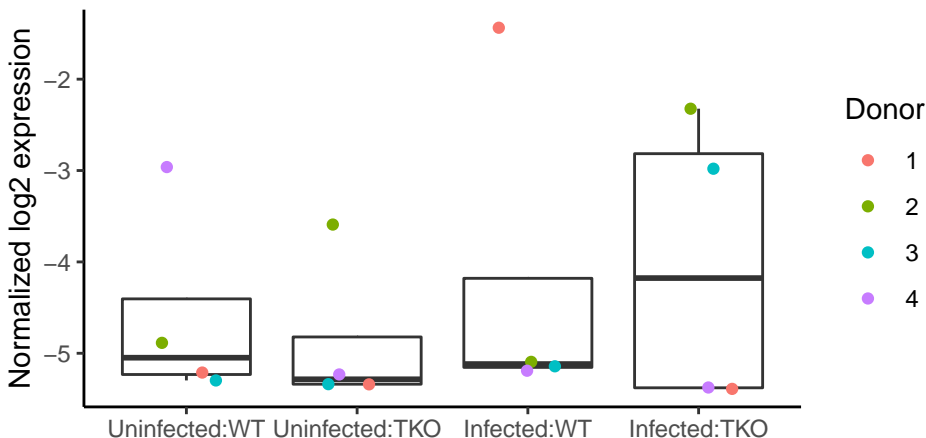 Normalized log2 expression
−2
−3
−4
−5
Uninfected:WT Uninfected:TKO Infected:WT Infected:TKO
Donor
1
2
3
4